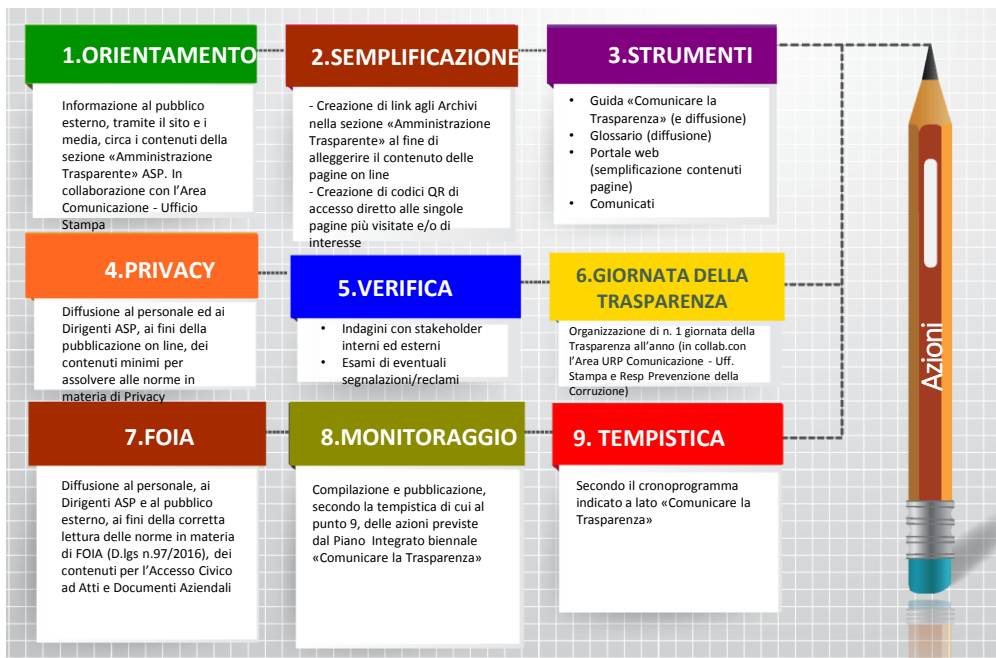 1.ORIENTAMENTO
Informazione al pubblico
esterno, tramite il sito e i
media, circa i contenuti della
sezione «Amministrazione
Trasparente» ASP. In
collaborazione con l’Area
Comunicazione - Ufficio
Stampa
2.SEMPLIFICAZIONE
- Creazione di link agli Archivi
nella sezione «Amministrazione
Trasparente» al fine di
alleggerire il contenuto delle
pagine on line
- Creazione di codici QR di
accesso diretto alle singole
pagine più visitate e/o di
interesse
3.STRUMENTI
• Guida «Comunicare la
Trasparenza» (e diffusione)
• Glossario (diffusione)
• Portale web
(semplificazione contenuti
pagine)
• Comunicati
4.PRIVACY
Diffusione al personale ed ai
Dirigenti ASP, ai fini della
pubblicazione on line, dei
contenuti minimi per
assolvere alle norme in
materia di Privacy
5.VERIFICA
• Indagini con stakeholder
interni ed esterni
• Esami di eventuali
segnalazioni/reclami
6.GIORNATA DELLA
TRASPARENZA
Organizzazione di n. 1 giornata della
Trasparenza all’anno (in collab.con
l’Area URP Comunicazione - Uff.
Stampa e Resp Prevenzione della
Corruzione)
7.FOIA
Diffusione al personale, ai
Dirigenti ASP e al pubblico
esterno, ai fini della corretta
lettura delle norme in materia
di FOIA (D.lgs n.97/2016), dei
contenuti per l’Accesso Civico
ad Atti e Documenti Aziendali
8.MONITORAGGIO
Compilazione e pubblicazione,
secondo la tempistica di cui al
punto 9, delle azioni previste
dal Piano Integrato biennale
«Comunicare la Trasparenza»
9. TEMPISTICA
Secondo il cronoprogramma
indicato a lato «Comunicare la
Trasparenza»
Azioni